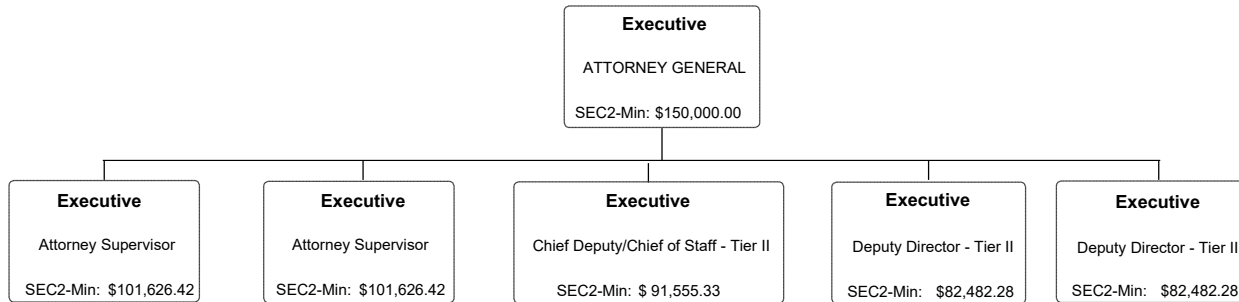 Executive
ATTORNEY GENERAL
SEC2-Min: $150,000.00
Executive
Attorney Supervisor
SEC2-Min: $101,626.42
Executive
Attorney Supervisor
SEC2-Min: $101,626.42
Executive
Chief Deputy/Chief of Staff - Tier II
SEC2-Min: $ 91,555.33
Executive
Deputy Director - Tier II
SEC2-Min: $82,482.28
Executive
Deputy Director - Tier II
SEC2-Min: $82,482.28